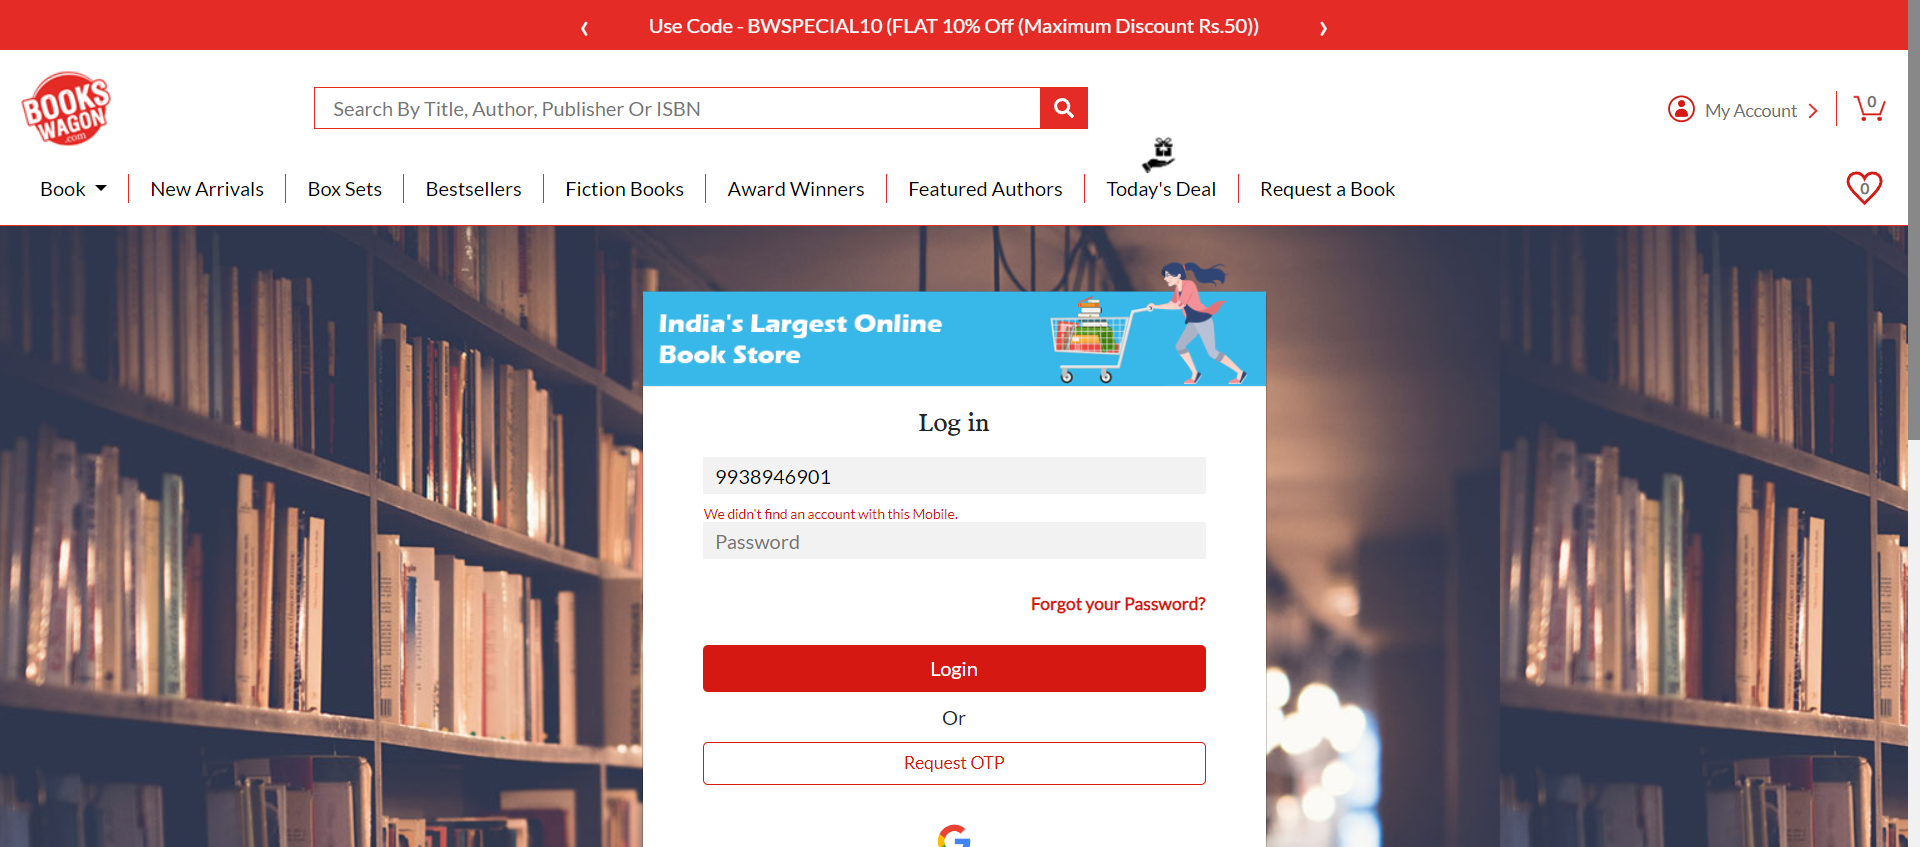 ‹ Use Code - BWSPECIAL10 (FLAT 10% Off (Maximum Discount Rs.50)) ›
BOOKS
WAGON
.com
Search By Title, Author, Publisher Or ISBN
My Account
0
Book
New Arrivals
Box Sets
Bestsellers
Fiction Books
Award Winners
Featured Authors
Today's Deal
Request a Book
0
India's Largest Online
Book Store
Log in
9938946901
We didn't find an account with this Mobile.
Password
Forgot your Password?
Login
Or
Request OTP